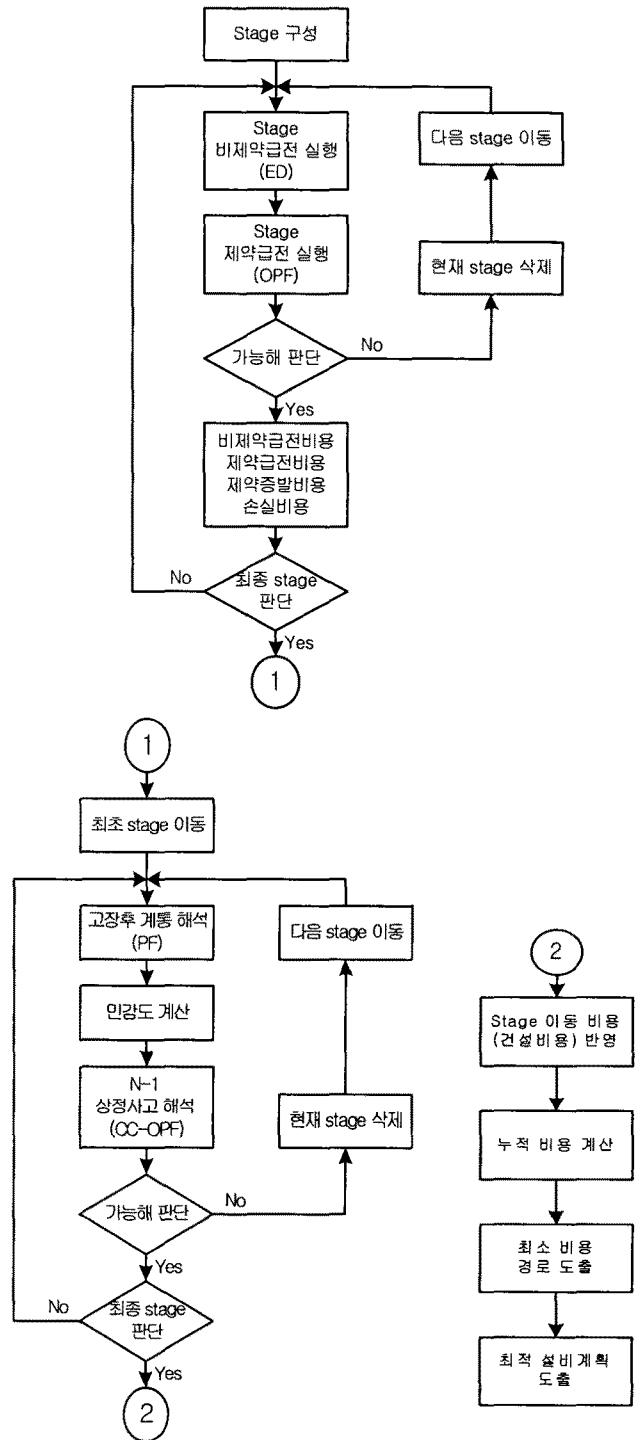 Stage 구성
Stage
비제약급전 실행
(ED)
다음 stage 이동
Stage
제약급전 실행
(OPF)
현재 stage 삭제
가능해 판단
No
Yes
비제약급전비용
제약급전비용
제약증발비용
손실비용
No
최종 stage
판단
Yes
1
1
최초 stage 이동
고장후 계통 해석
(PF)
다음 stage 이동
민감도 계산
N-1
상정사고 해석
(CC-OPF)
현재 stage 삭제
가능해 판단
No
Yes
No
최종 stage
판단
Yes
2
2
Stage 이동 비용
(건설비용) 반영
누적 비용 계산
최소 비용
경로 도출
최적 설비계획
도출